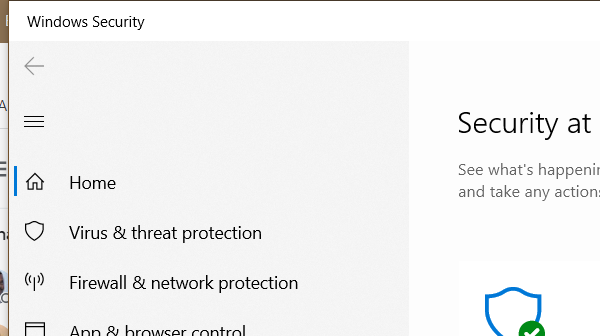 Windows Security
Security at
See what's happenin
and take any actions
Home
Virus & threat protection
Firewall & network protection
App & browser control